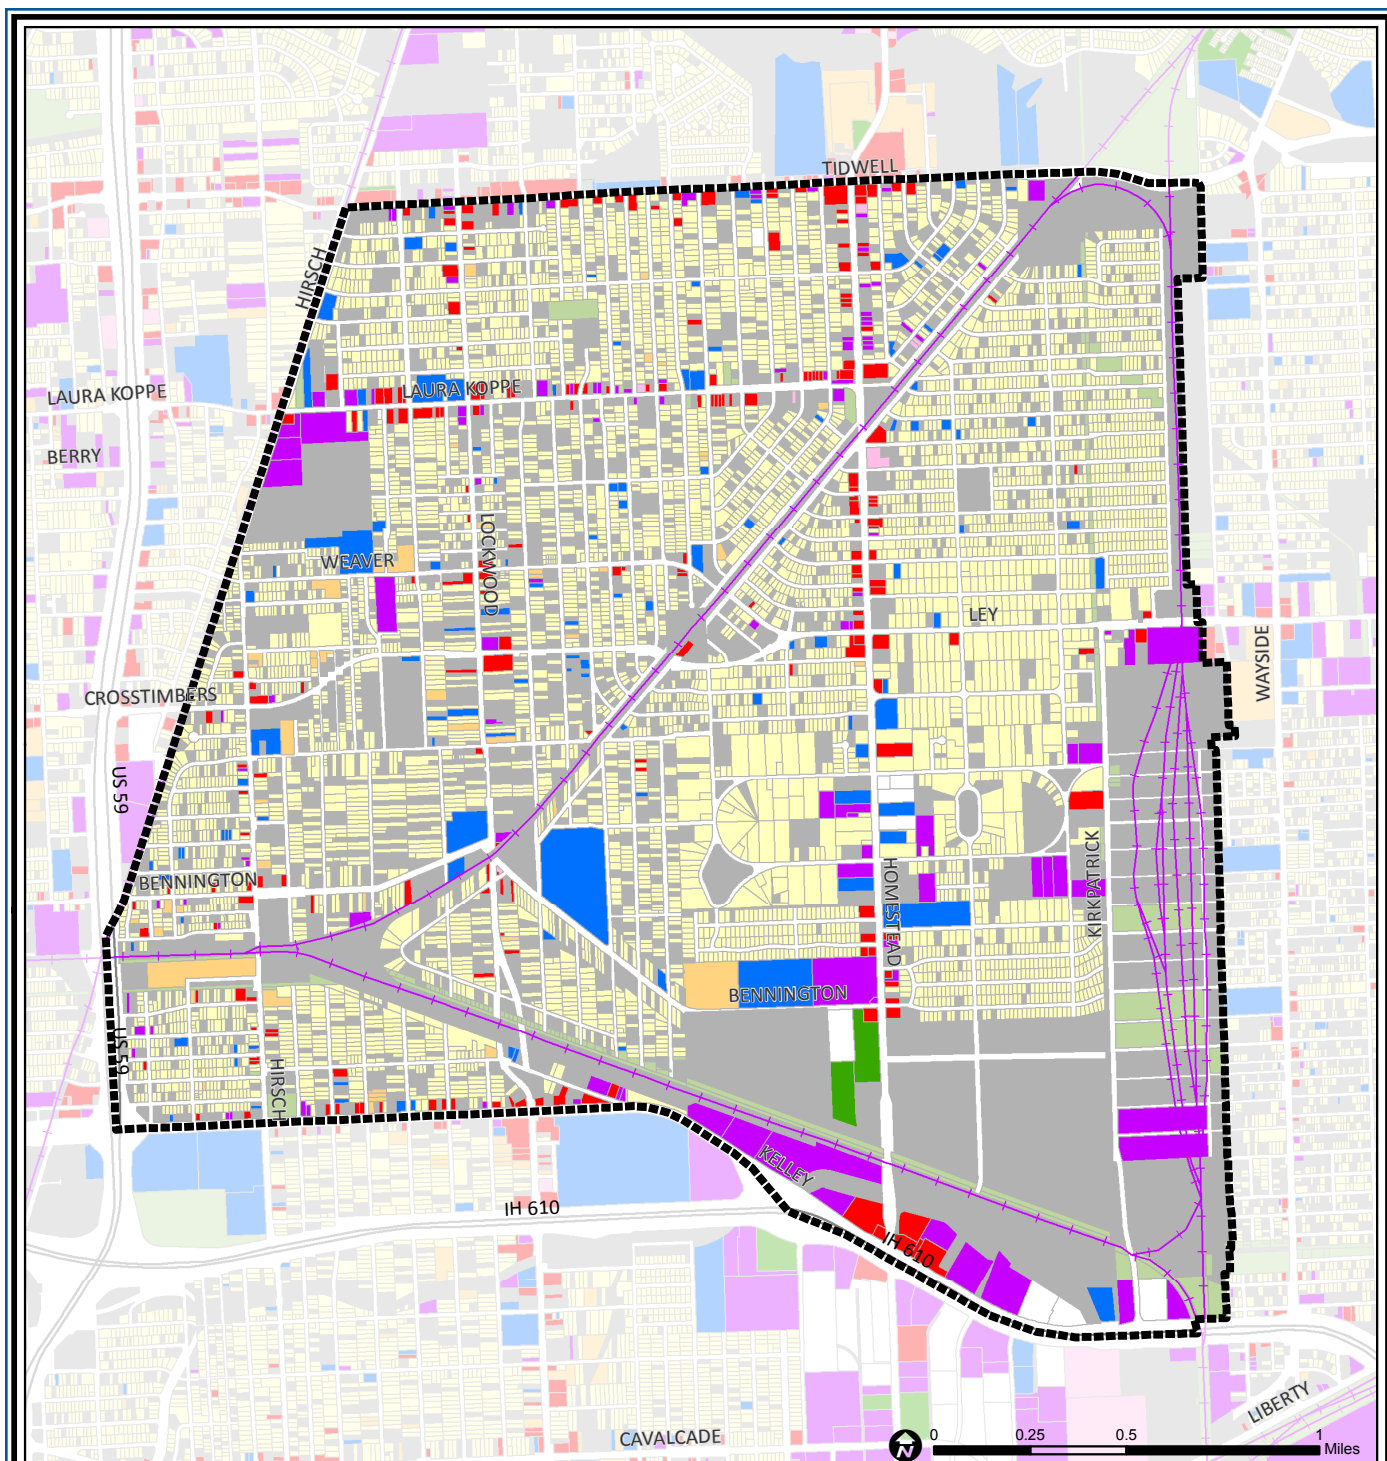 TIDWELL
HIRSCH
LAURA KOPPE
LAURA KOPPE
BERRY
LOCKWOOD
WEAVER
LEY
WAYSIDE
CROSSTIMBERS
US 59
KIRKPATRICK
HOMESTEAD
BENNINGTON
BENNINGTON
US 59
HIRSCH
KELLEY
IH 610
IH 610
LIBERTY
CAVALCADE
N
0 0.25 0.5 1
Miles